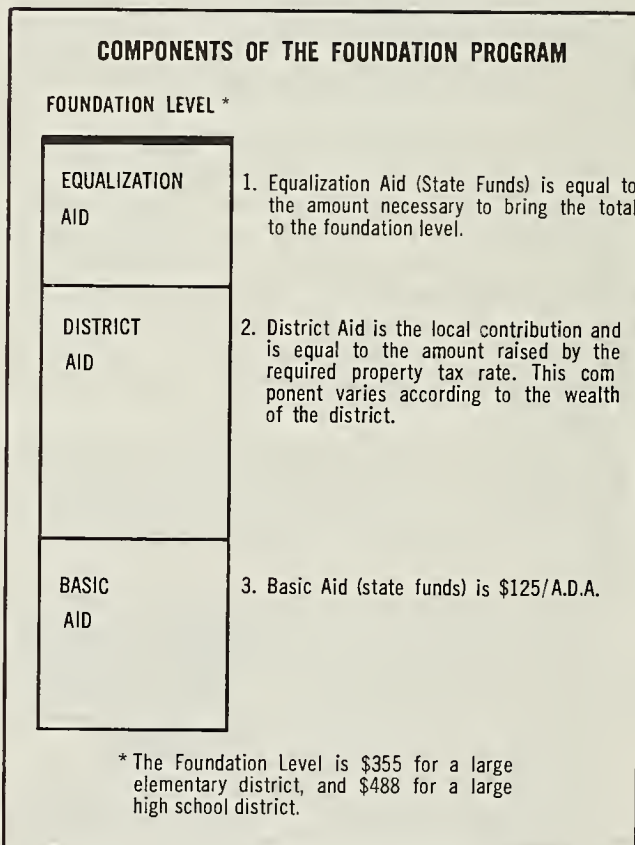 COMPONENTS OF THE FOUNDATION PROGRAM
FOUNDATION LEVEL *
EQUALIZATION
AID
1. Equalization Aid (State Funds) is equal to
the amount necessary to bring the total
to the foundation level.
DISTRICT
AID
2. District Aid is the local contribution and
is equal to the amount raised by the
required property tax rate. This com
ponent varies according to the wealth
of the district.
BASIC
AID
3. Basic Aid (state funds) is $125/A.D.A.
* The Foundation Level is $355 for a large
elementary district, and $488 for a large
high school district.